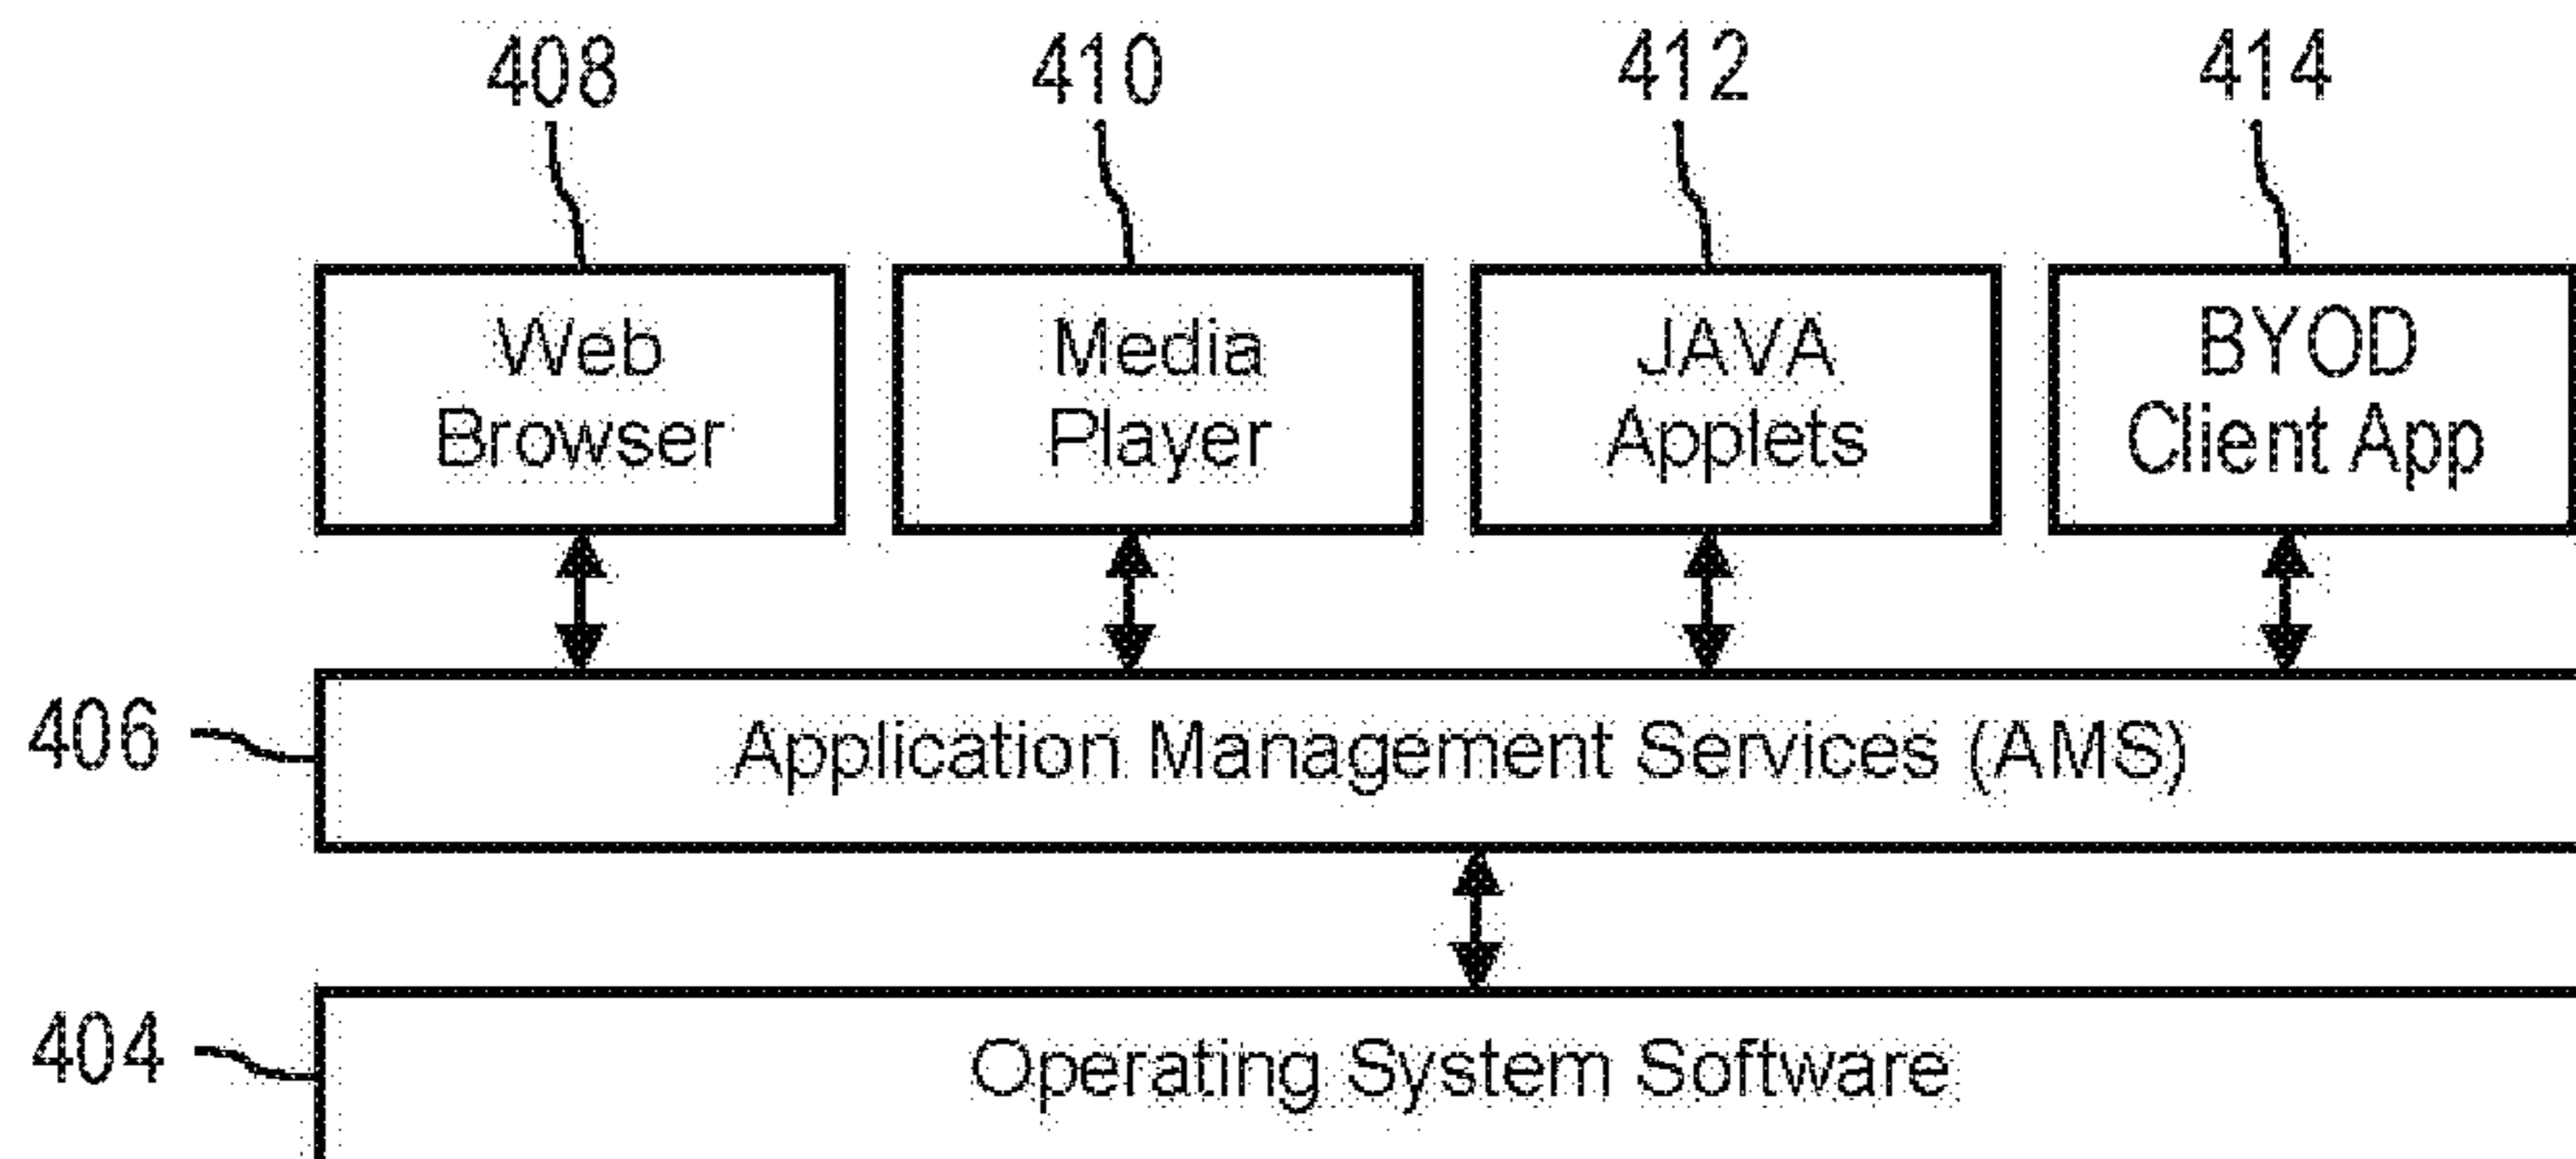 408 410 412 414
Web Browser
Media Player
JAVA Applets
BYOD Client App
406
Application Management Services (AMS)
404
Operating System Software